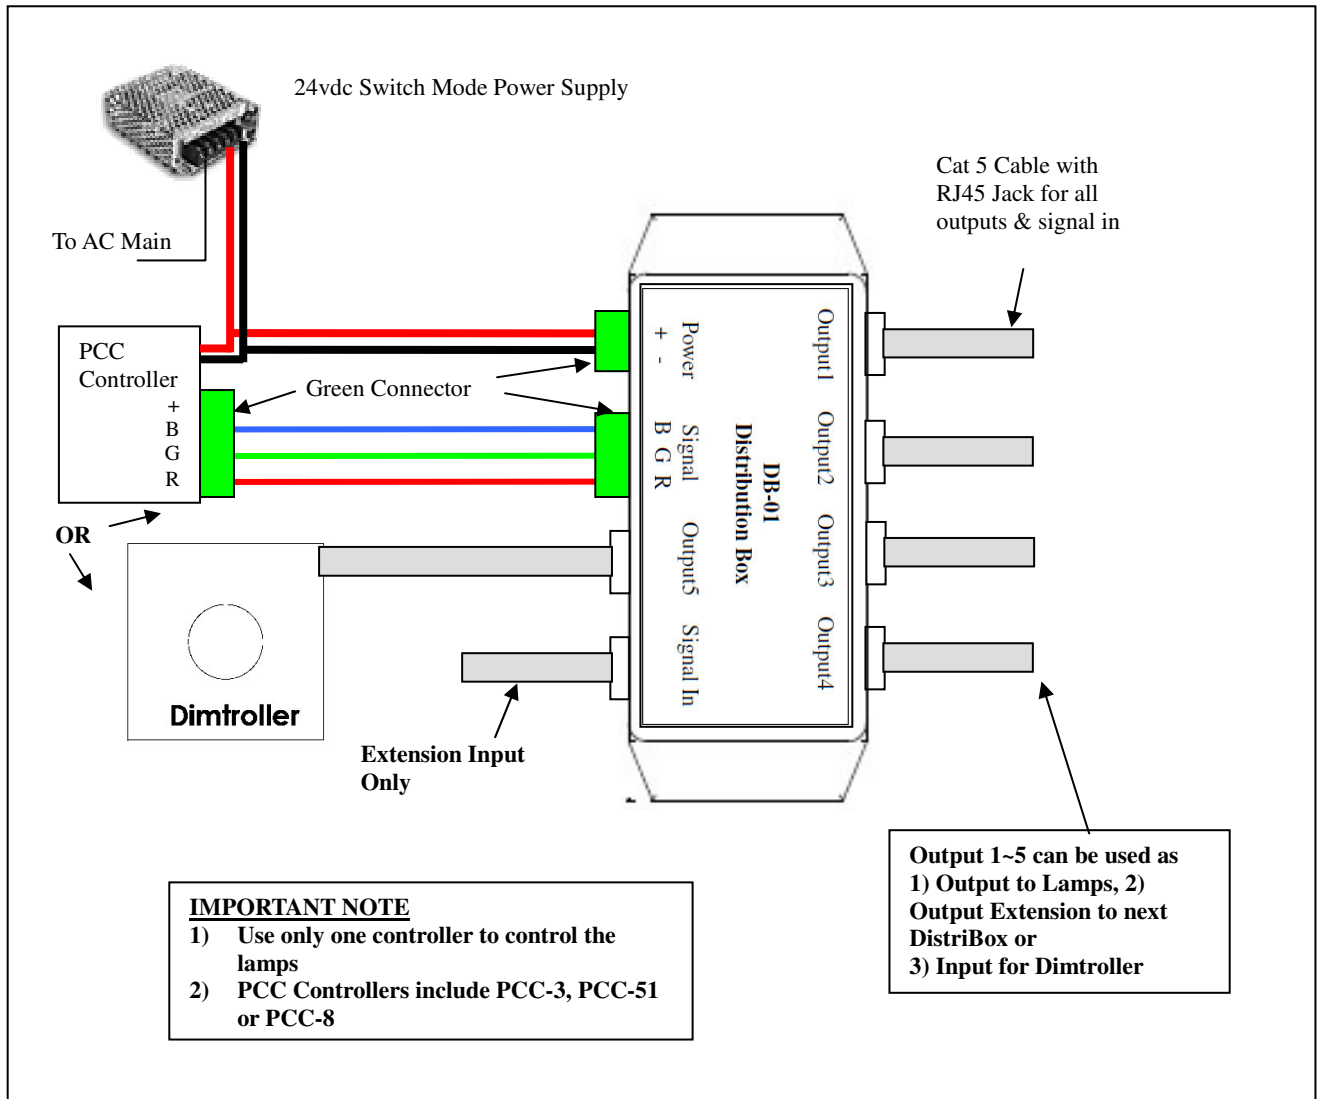 24vdc Switch Mode Power Supply
Cat 5 Cable with
RJ45 Jack for all
outputs & signal in
To AC Main
PCC
Controller
+
B
G
R
Green Connector
Power
+ -
Signal
B G R
Output5
Signal In
DB-01
Distribution Box
Output1
Output2
Output3
Output4
OR
Dimtroller
Extension Input
Only
Output 1~5 can be used as
1) Output to Lamps, 2)
Output Extension to next
DistriBox or
3) Input for Dimtroller
IMPORTANT NOTE
1) Use only one controller to control the
lamps
2) PCC Controllers include PCC-3, PCC-51
or PCC-8